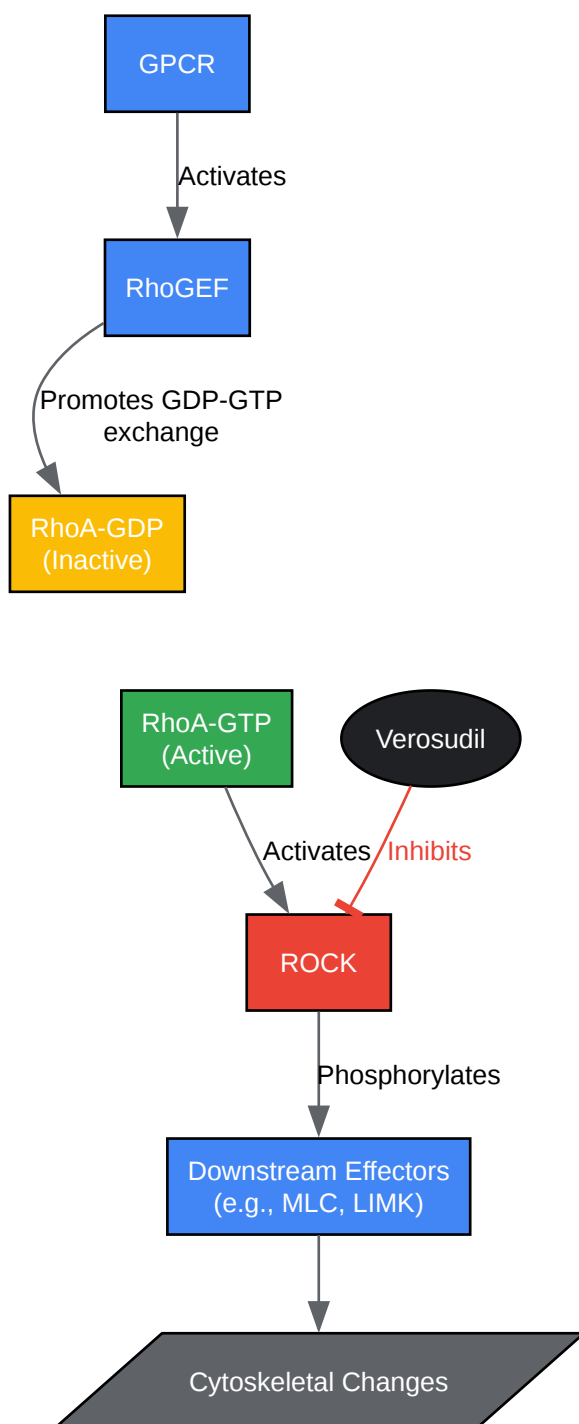 GPCR
Activates
RhoGEF
Promotes GDP-GTP
exchange
RhoA-GDP
(Inactive)
RhoA-GTP
(Active)
Verosudil
Activates
Inhibits
ROCK
Phosphorylates
Downstream Effectors
(e.g., MLC, LIMK)
Cytoskeletal Changes